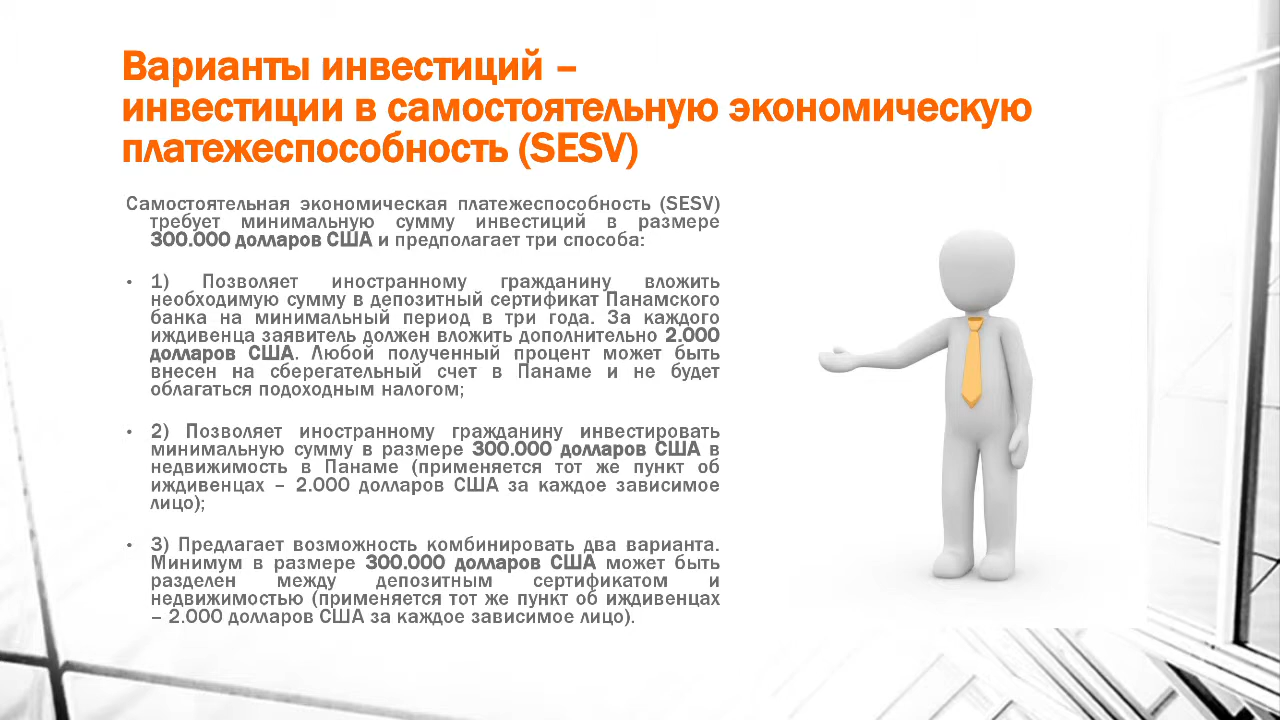 Варианты инвестиций –
инвестиции в самостоятельную экономическую
платежеспособность (SESV)
Самостоятельная экономическая платежеспособность (SESV)
требует минимальную сумму инвестиций в размере
300.000 долларов США и предполагает три способа:
• 1) Позволяет иностранному гражданину вложить
необходимую сумму в депозитный сертификат Панамского
банка на минимальный период в три года. За каждого
иждивенца заявитель должен вложить дополнительно 2.000
долларов США. Любой полученный процент может быть
внесен на сберегательный счет в Панаме и не будет
облагаться подоходным налогом;
• 2) Позволяет иностранному гражданину инвестировать
минимальную сумму в размере 300.000 долларов США в
недвижимость в Панаме (применяется тот же пункт об
иждивенцах – 2.000 долларов США за каждое зависимое
лицо);
• 3) Предлагает возможность комбинировать два варианта.
Минимум в размере 300.000 долларов США может быть
разделен между депозитным сертификатом и
недвижимостью (применяется тот же пункт об иждивенцах
– 2.000 долларов США за каждое зависимое лицо).